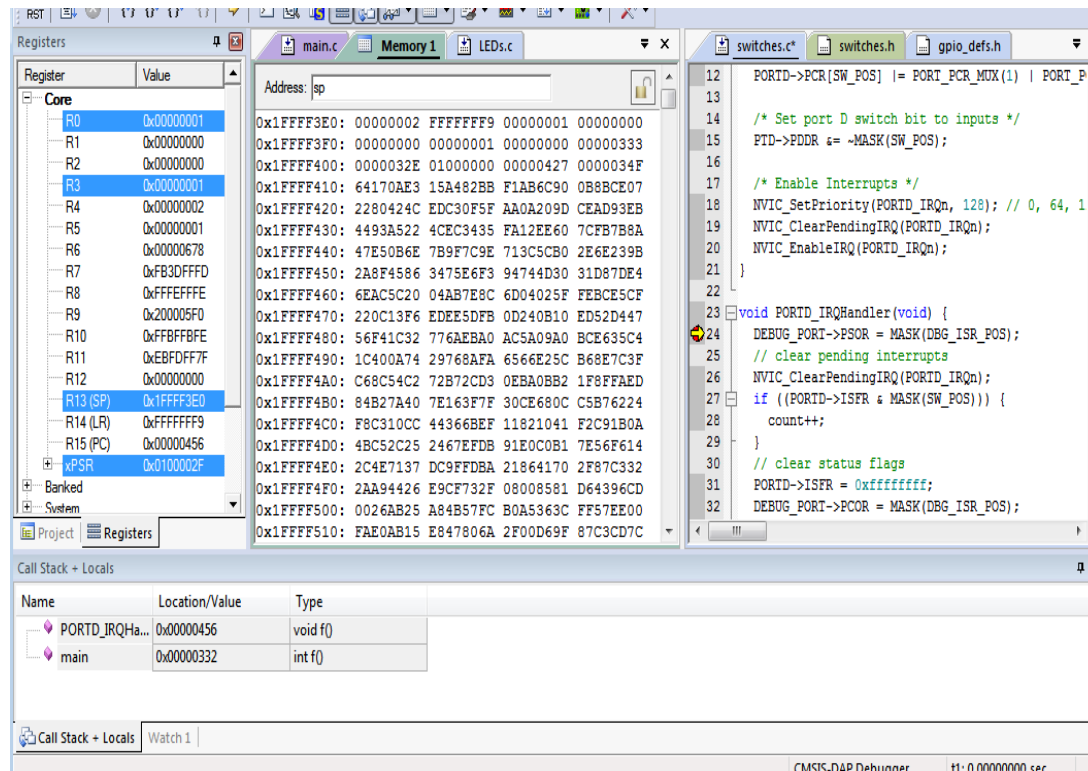 RST
Registers
Register Value
Core
R0 0x00000001
R1 0x00000000
R2 0x00000000
R3 0x00000001
R4 0x00000002
R5 0x00000001
R6 0x00000678
R7 0xFB3DFFFD
R8 0xFFFEFFFE
R9 0x200005F0
R10 0xFFBFFBFE
R11 0xEBFDFF7F
R12 0x00000000
R13 (SP) 0x1FFFF3E0
R14 (LR) 0xFFFFFFF9
R15 (PC) 0x00000456
xPSR 0x0100002F
Banked
System
Project Registers
main.c Memory 1 LEDs.c
Address: sp
0x1FFFF3E0: 00000002 FFFFFFF9 00000001 00000000
0x1FFFF3F0: 00000000 00000001 00000000 00000333
0x1FFFF400: 0000032E 01000000 00000427 0000034F
0x1FFFF410: 64170AE3 15A482BB F1AB6C90 0B8BCE07
0x1FFFF420: 2280424C EDC30F5F AA0A209D CEAD93EB
0x1FFFF430: 4493A522 4CEC3435 FA12EE60 7CFB7B8A
0x1FFFF440: 47E50B6E 7B9F7C9E 713C5CB0 2E6E239B
0x1FFFF450: 2A8F4586 3475E6F3 94744D30 31D87DE4
0x1FFFF460: 6EAC5C20 04AB7E8C 6D04025F FEBCE5CF
0x1FFFF470: 220C13F6 EDEE5DFB 0D240B10 ED52D447
0x1FFFF480: 56F41C32 776AEBA0 AC5A09A0 BCE635C4
0x1FFFF490: 1C400A74 29768AFA 6566E25C B68E7C3F
0x1FFFF4A0: C68C54C2 72B72CD3 0EBA0BB2 1F8FFAED
0x1FFFF4B0: 84B27A40 7E163F7F 30CE680C C5B76224
0x1FFFF4C0: F8C310CC 44366BEF 11821041 F2C91B0A
0x1FFFF4D0: 4BC52C25 2467EFDB 91E0C0B1 7E56F614
0x1FFFF4E0: 2C4E7137 DC9FFDBA 21864170 2F87C332
0x1FFFF4F0: 2AA94426 E9CF732F 08008581 D64396CD
0x1FFFF500: 0026AB25 A84B57FC B0A5363C FF57EE00
0x1FFFF510: FAE0AB15 E847806A 2F00D69F 87C3CD7C
switches.c* switches.h gpio_defs.h
12 PORTD->PCR[SW_POS] |= PORT_PCR_MUX(1) | PORT_P
13
14 /* Set port D switch bit to inputs */
15 PTD->PDDR &= ~MASK(SW_POS);
16
17 /* Enable Interrupts */
18 NVIC_SetPriority(PORTD_IRQn, 128); // 0, 64, 1
19 NVIC_ClearPendingIRQ(PORTD_IRQn);
20 NVIC_EnableIRQ(PORTD_IRQn);
21 }
22
23 void PORTD_IRQHandler(void) {
24 DEBUG_PORT->PSOR = MASK(DBG_ISR_POS);
25 // clear pending interrupts
26 NVIC_ClearPendingIRQ(PORTD_IRQn);
27 if ((PORTD->ISFR & MASK(SW_POS))) {
28 count++;
29 }
30 // clear status flags
31 PORTD->ISFR = 0xffffffff;
32 DEBUG_PORT->PCOR = MASK(DBG_ISR_POS);
Call Stack + Locals
Name Location/Value Type
PORTD_IRQHa... 0x00000456 void f()
main 0x00000332 int f()
Call Stack + Locals Watch 1
CMSIS-DAP Debugger t1: 0.00000000 sec